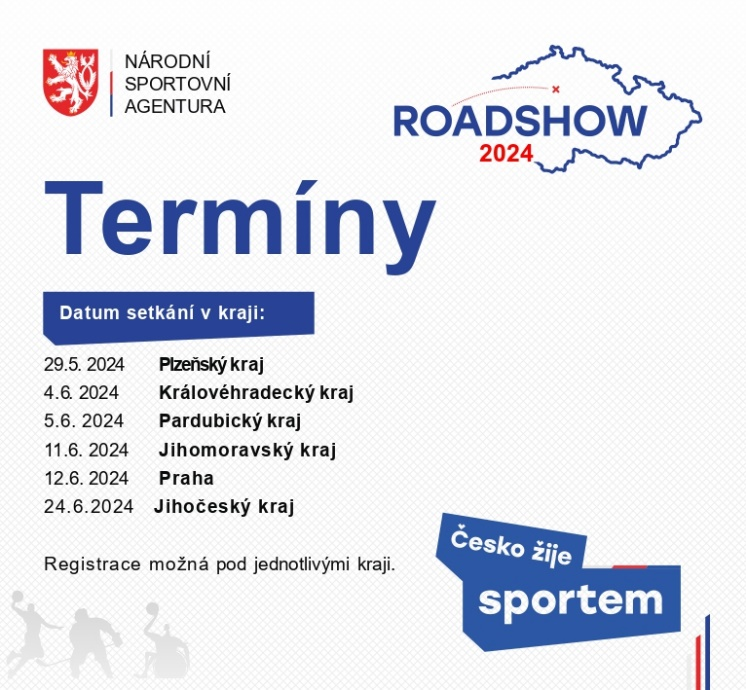 NÁRODNÍ
SPORTOVNÍ
AGENTURA
ROADSHOW
2024
Termíny
Datum setkání v kraji:
29.5. 2024 Plzeňský kraj
4.6. 2024 Královéhradecký kraj
5.6. 2024 Pardubický kraj
11.6. 2024 Jihomoravský kraj
12.6. 2024 Praha
24.6.2024 Jihočeský kraj
Registrace možná pod jednotlivými kraji.
Česko žije
sportem